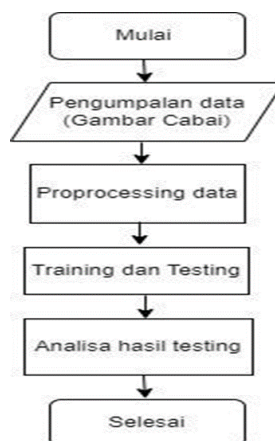 Mulai
Pengumpalan data
(Gambar Cabai)
Proprocessing data
Training dan Testing
Analisa hasil testing
Selesai